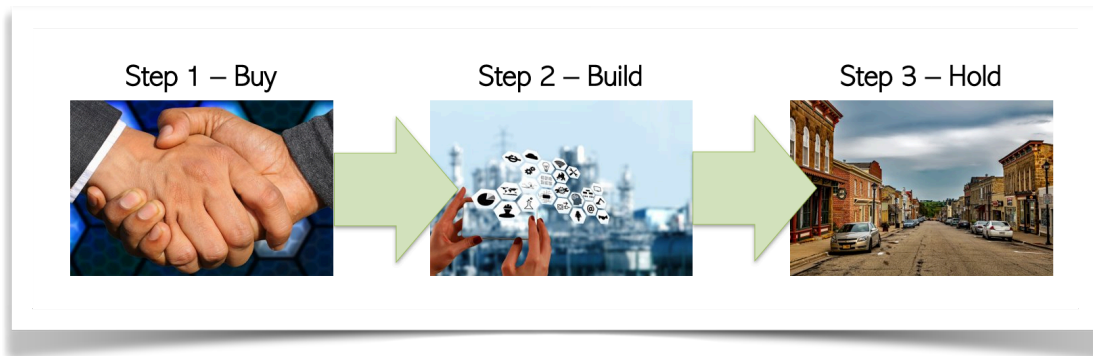 Step 1 – Buy
Step 2 – Build
Step 3 – Hold